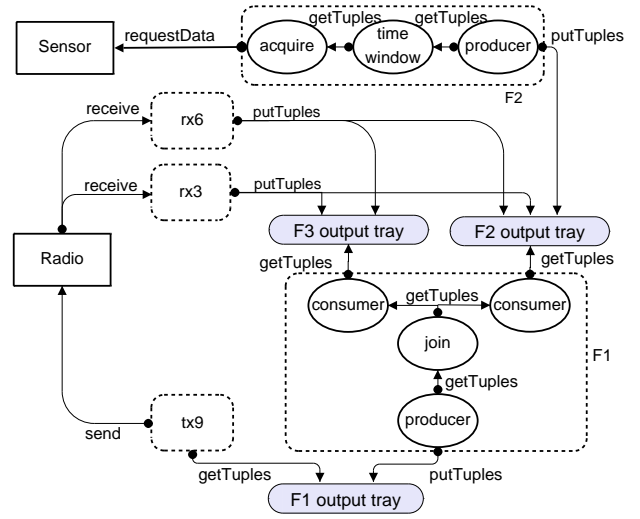 getTuples getTuples
Sensor
requestData
acquire
time
window
producer
putTuples
F2
receive
rx6
putTuples
receive
rx3
putTuples
F3 output tray
F2 output tray
Radio
getTuples
getTuples
consumer
getTuples
consumer
join
F1
getTuples
send
tx9
producer
getTuples
putTuples
F1 output tray